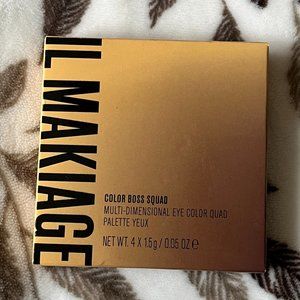 IL MAKIAGE
COLOR BOSS SQUAD
MULTI-DIMENSIONAL EYE COLOR QUAD
PALETTE YEUX
NET WT. 4 X 1.5g / 0.05 OZ ℮